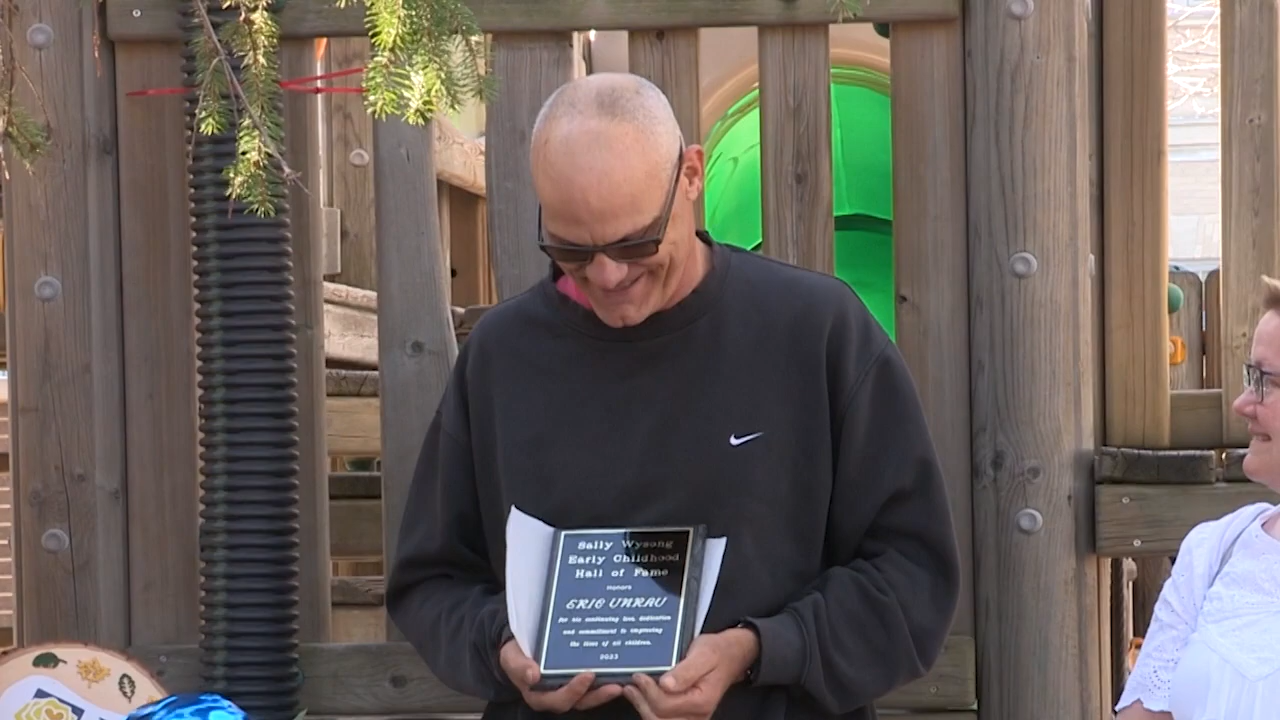 Sally Wysong
Early Childhood
Hall of Fame
Honors
ERIC UNRAU
for his continuing love, dedication
and commitment to improving
the lives of all children.
2023